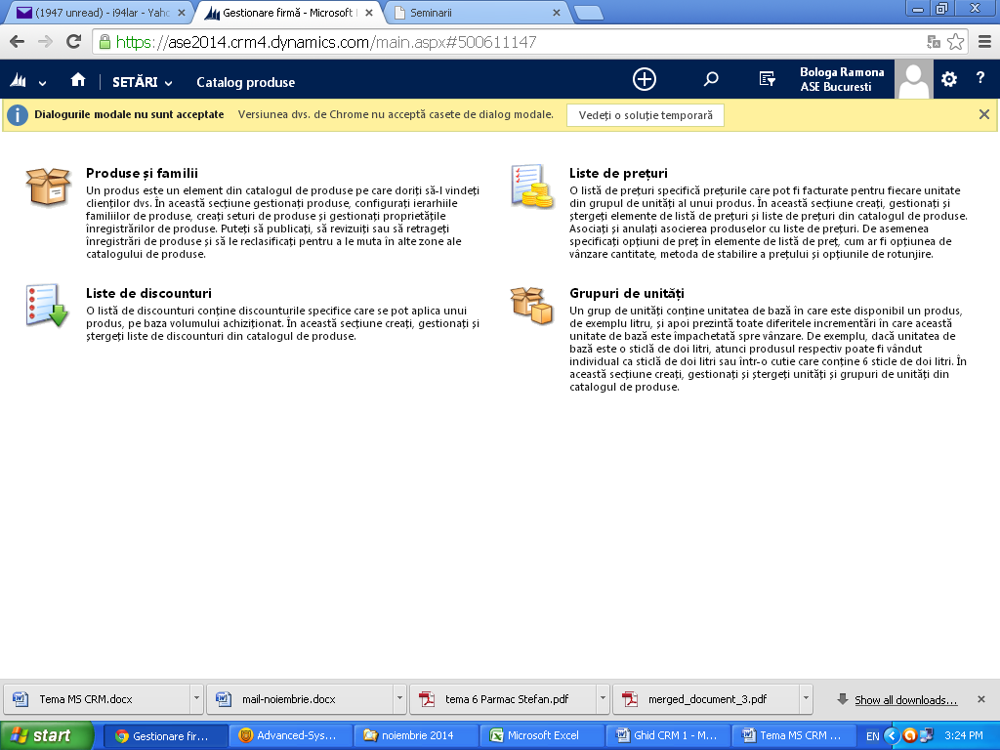 (1947 unread) - i94lar - Yah
Gestionare firmă - Microsoft
Seminarii
https://ase2014.crm4.dynamics.com/main.aspx#500611147
SETĂRI
Catalog produse
Bologa Ramona
ASE Bucuresti
?
Dialogurile modale nu sunt acceptate Versiunea dvs. de Chrome nu acceptă casete de dialog modale. Vedeți o soluție temporară
Produse și familii
Un produs este un element din catalogul de produse pe care doriți să-l vindeți
clienților dvs. În această secțiune gestionați produse, configurați ierarhiile
familiilor de produse, creați seturi de produse și gestionați proprietățile
înregistrărilor de produse. Puteți să publicați, să revizuiți sau să retrageți
înregistrări de produse și să le reclasificați pentru a le muta în alte zone ale
catalogului de produse.
Liste de prețuri
O listă de prețuri specifică prețurile care pot fi facturate pentru fiecare unitate
din grupul de unități al unui produs. În această secțiune creați, gestionați și
ștergeți elemente de listă de prețuri și liste de prețuri din catalogul de produse.
Asociați și anulați asocierea produselor cu liste de prețuri. De asemenea
specificați opțiuni de preț în elemente de listă de preț, cum ar fi opțiunea de
vânzare cantitate, metoda de stabilire a prețului și opțiunile de rotunjire.
Liste de discounturi
O listă de discounturi conține discounturile specifice care se pot aplica unui
produs, pe baza volumului achiziționat. În această secțiune creați, gestionați și
ștergeți liste de discounturi din catalogul de produse.
Grupuri de unități
Un grup de unități conține unitatea de bază în care este disponibil un produs,
de exemplu litru, și apoi prezintă toate diferitele incrementări în care această
unitate de bază este împachetată spre vânzare. De exemplu, dacă unitatea de
bază este o sticlă de doi litri, atunci produsul respectiv poate fi vândut
individual ca sticlă de doi litri sau într-o cutie care conține 6 sticle de doi litri. În
această secțiune creați, gestionați și ștergeți unități și grupuri de unități din
catalogul de produse.
Tema MS CRM.docx
mail-noiembrie.docx
tema 6 Parmac Stefan.pdf
merged_document_3.pdf
Show all downloads...
start
Gestionare fir...
Advanced-Sys...
noiembrie 2014
Microsoft Excel
Ghid CRM 1 - M...
Tema MS CRM ...
EN
3:24 PM